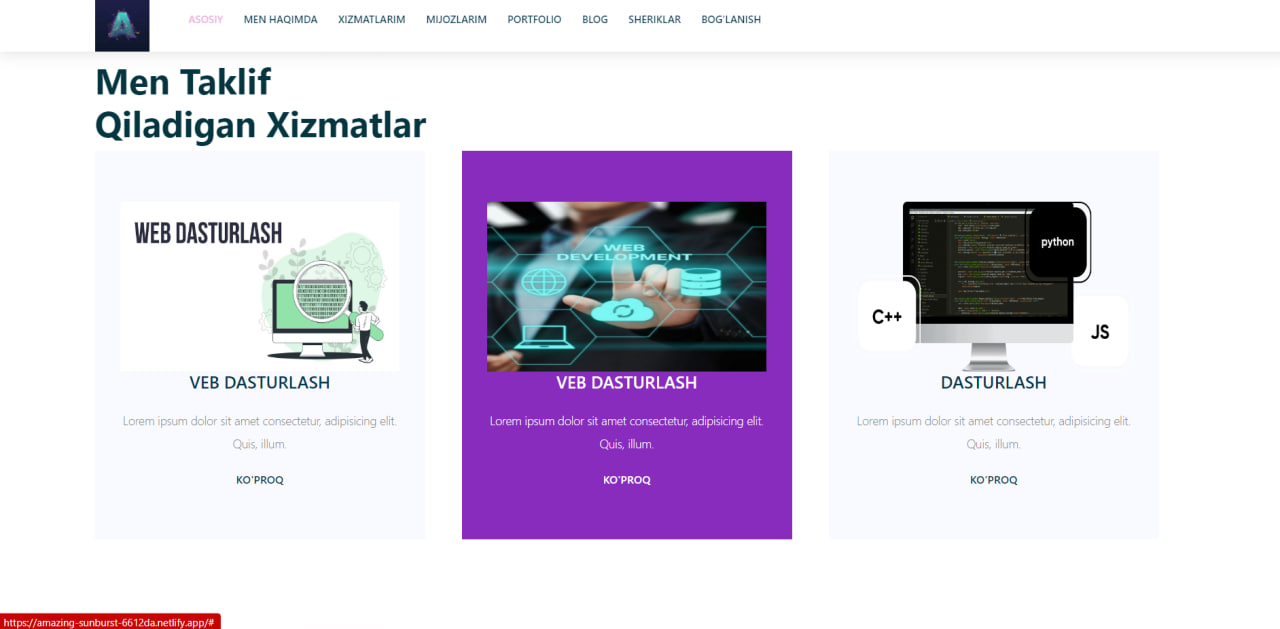 ASOSIY MEN HAQIMDA XIZMATLARIM MIJOZLARIM PORTFOLIO BLOG SHERIKLAR BOG'LANISH
Men Taklif
Qiladigan Xizmatlar
WEB DASTURLASH
VEB DASTURLASH
Lorem ipsum dolor sit amet consectetur, adipisicing elit.
Quis, illum.
KO'PROQ
WEB
DEVELOPMENT
VEB DASTURLASH
Lorem ipsum dolor sit amet consectetur, adipisicing elit.
Quis, illum.
KO'PROQ
python
C++
JS
DASTURLASH
Lorem ipsum dolor sit amet consectetur, adipisicing elit.
Quis, illum.
KO'PROQ
https://amazing-sunburst-6612da.netlify.app/#